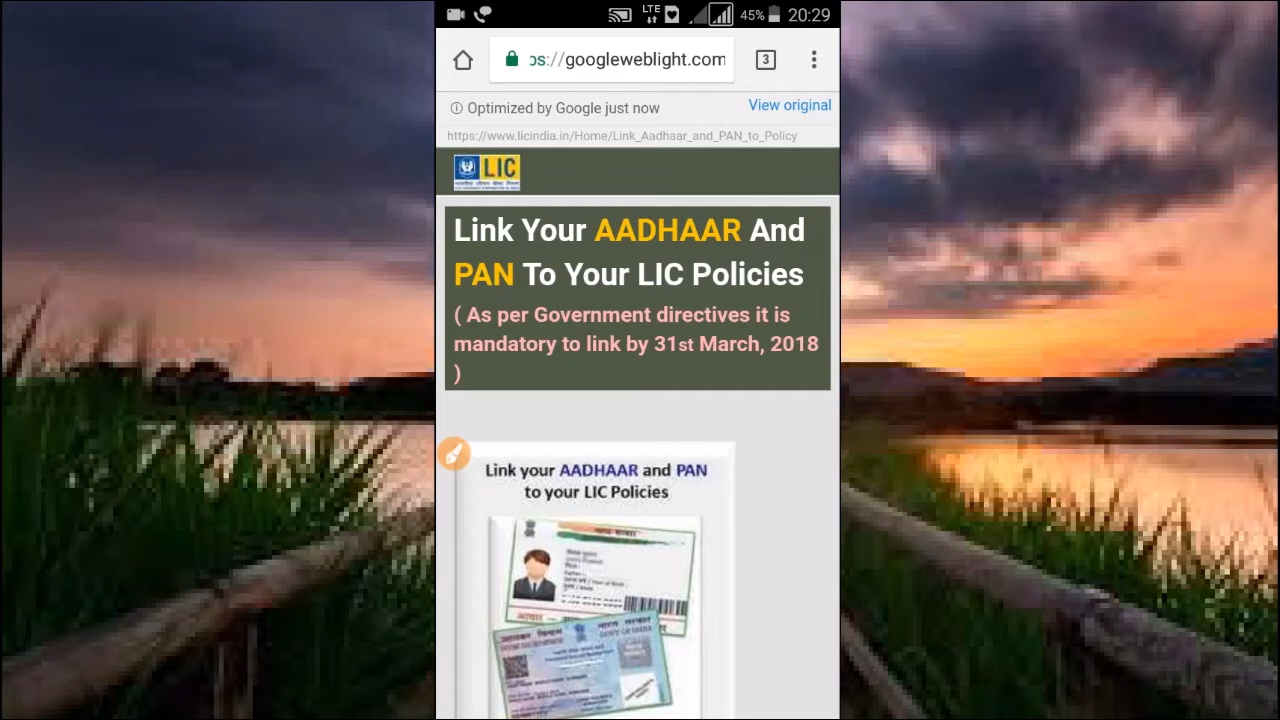 LTE 45% 20:29
ps://googleweblight.com 3
Optimized by Google just now View original
https://www.licindia.in/Home/Link_Aadhaar_and_PAN_to_Policy
LIC
Link Your AADHAAR And
PAN To Your LIC Policies
( As per Government directives it is
mandatory to link by 31st March, 2018
)
Link your AADHAAR and PAN
to your LIC Policies